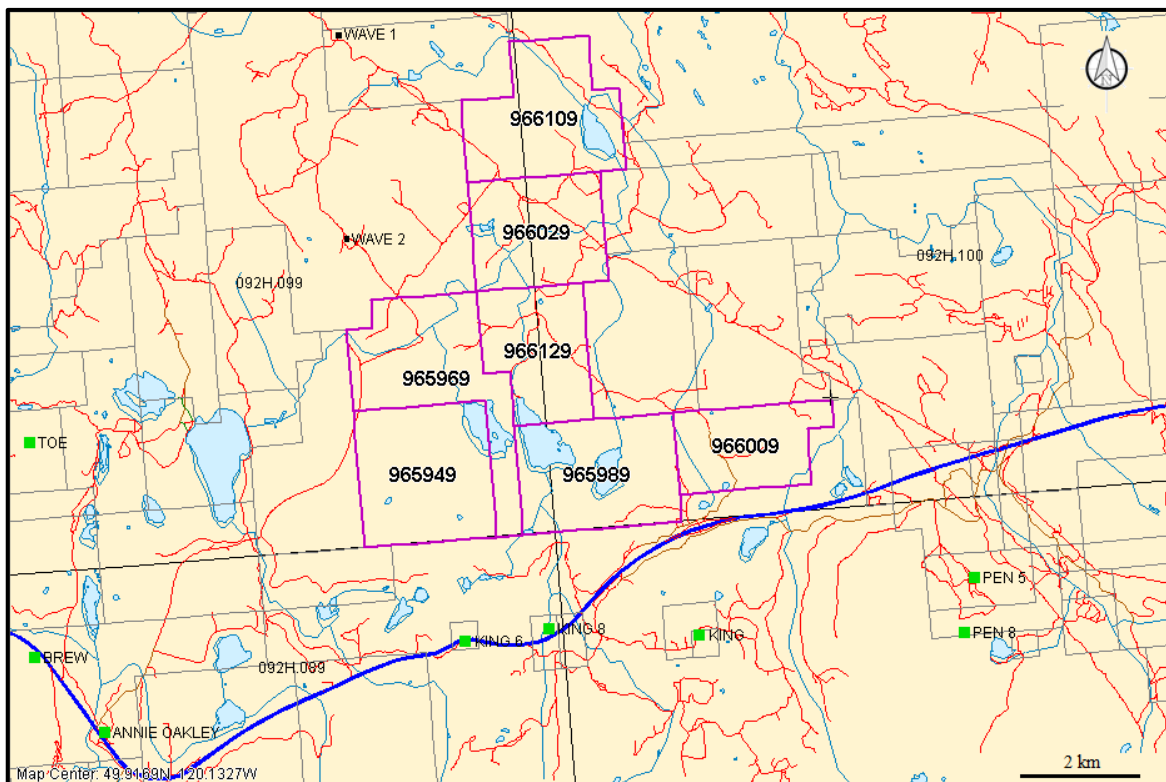 WAVE 1
N
966109
966029
WAVE 2
092H.100
092H.099
966129
965969
TOE
966009
965949
965989
PEN 5
KING 8
PEN 8
KING 6
KING
BREW
092H.089
ANNIE OAKLEY
Map Center: 49.9169N 120.1327W
2 km